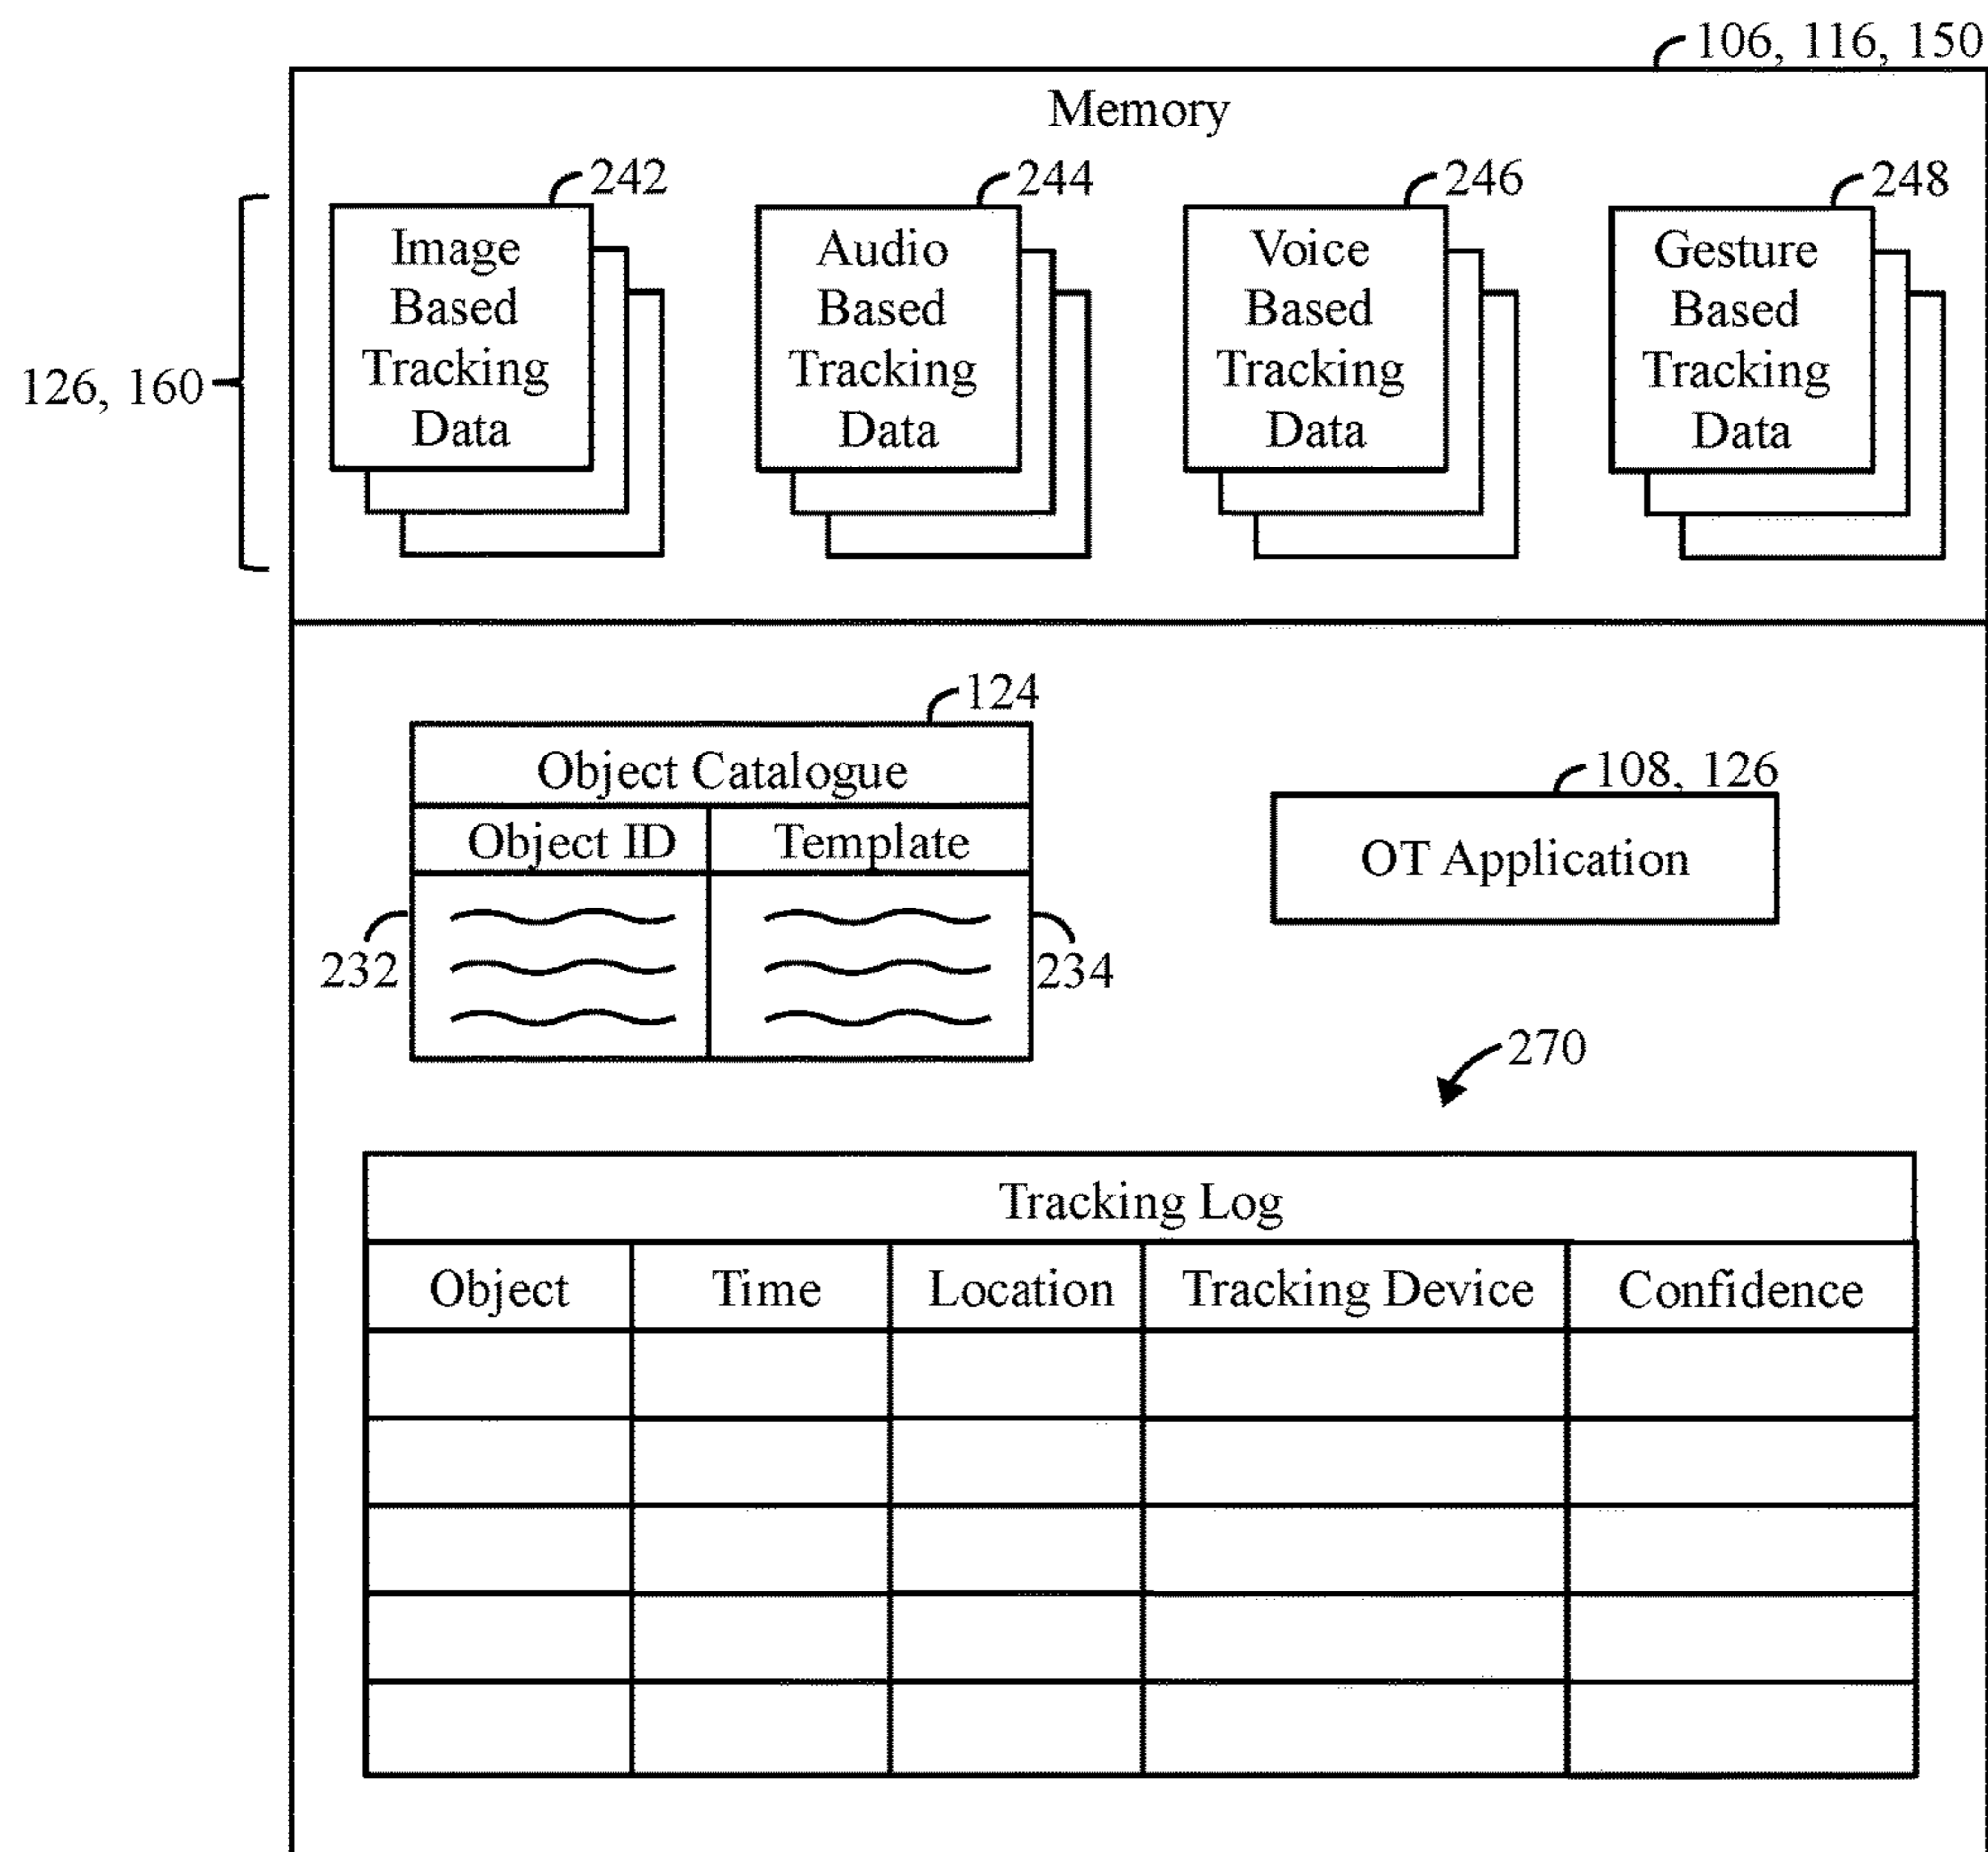 106, 116, 150
Memory
242
244
246
248
Image
Based
Tracking
Data
Audio
Based
Tracking
Data
Voice
Based
Tracking
Data
Gesture
Based
Tracking
Data
126, 160
124
Object Catalogue
Object ID
Template
232
234
108, 126
OT Application
270
Tracking Log
Object
Time
Location
Tracking Device
Confidence